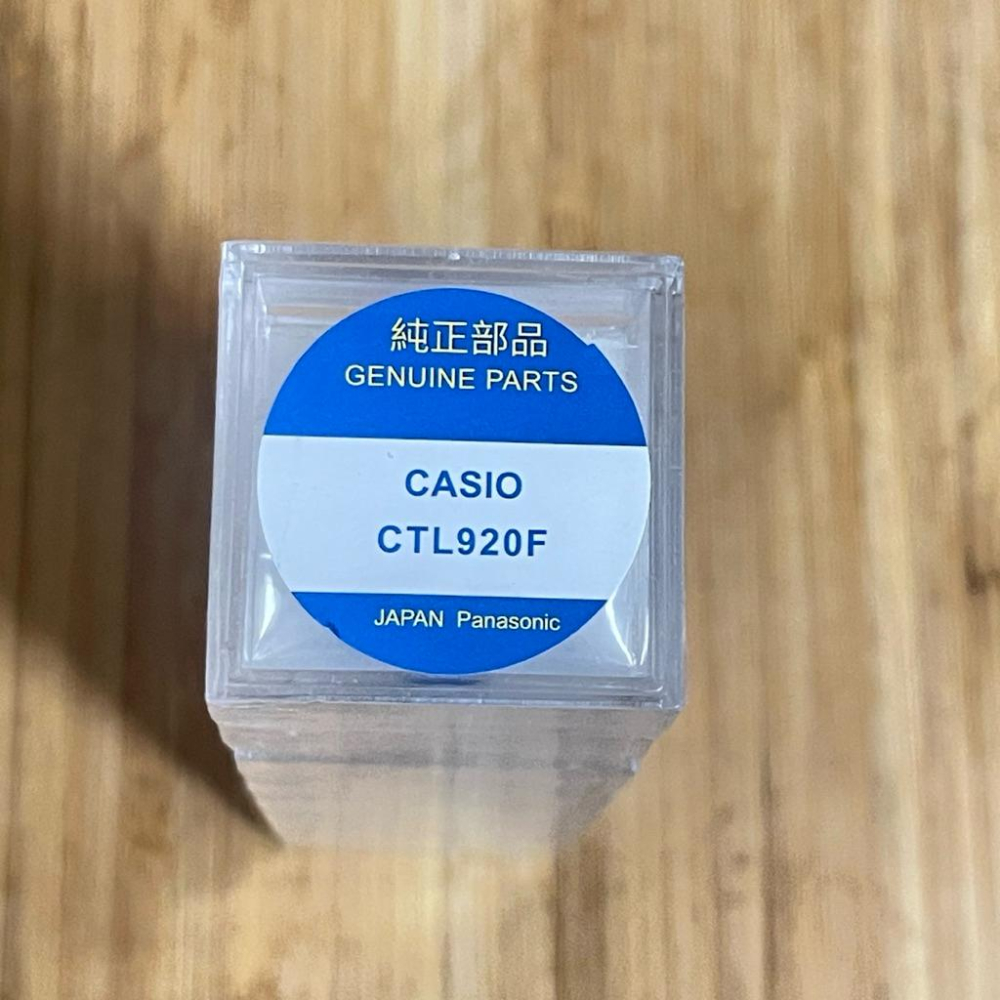 純正部品
GENUINE PARTS
CASIO
CTL920F
JAPAN Panasonic